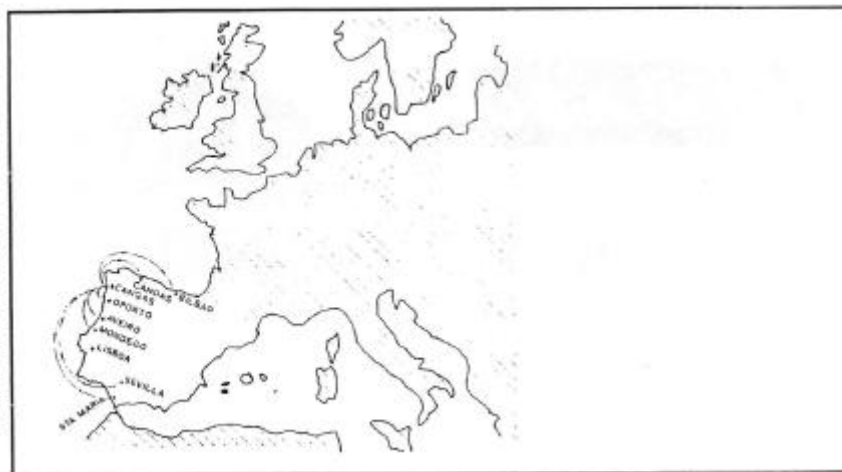 CANDAS
BILBAO
CANGAS
OPORTO
AVEIRO
MONDEGO
LISBOA
SEVILLA
STA MARIA